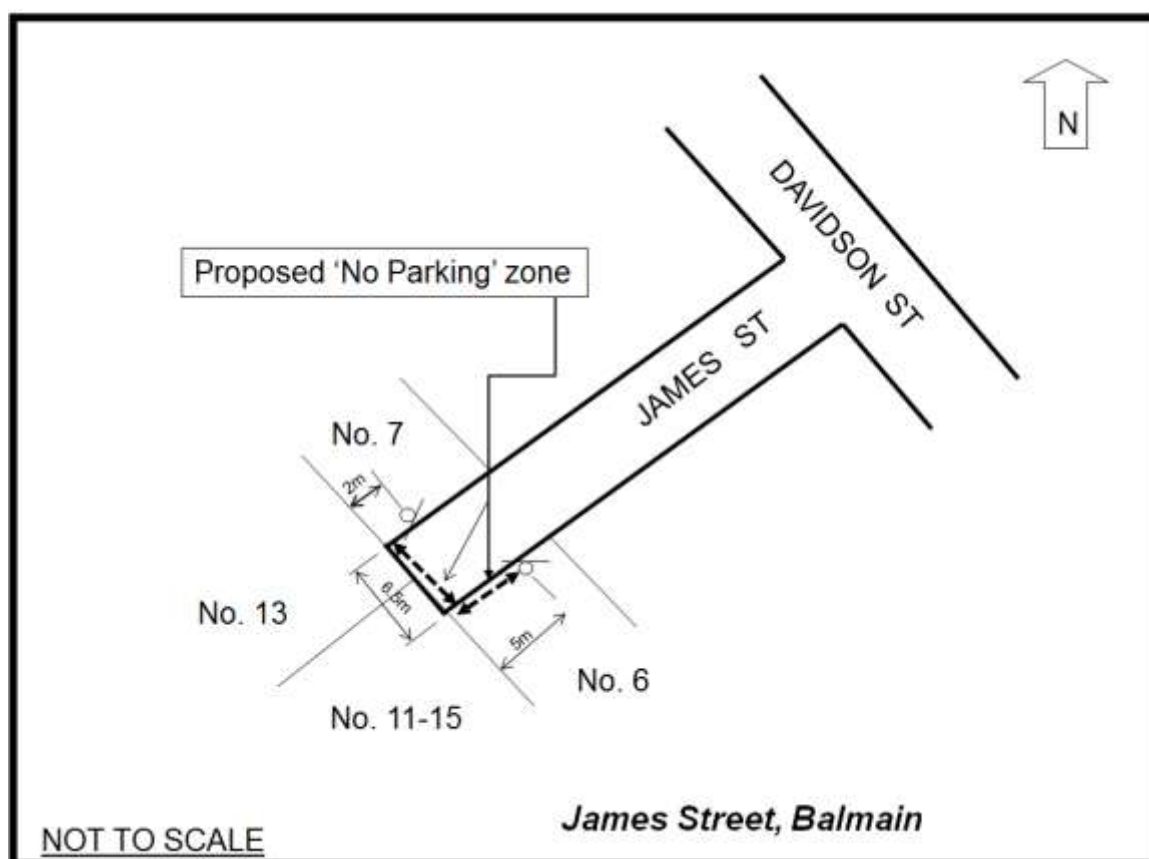 N
DAVIDSON ST
Proposed ‘No Parking’ zone
JAMES ST
No. 7
2m
6.5m
No. 13
5m
No. 6
No. 11-15
James Street, Balmain
NOT TO SCALE